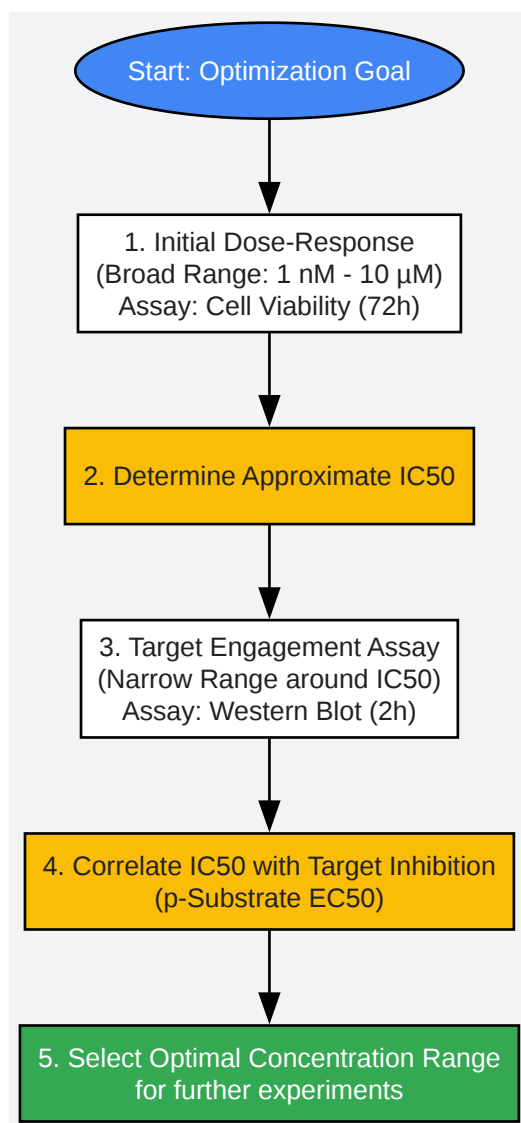 Start: Optimization Goal
1. Initial Dose-Response
(Broad Range: 1 nM - 10 µM)
Assay: Cell Viability (72h)
2. Determine Approximate IC50
3. Target Engagement Assay
(Narrow Range around IC50)
Assay: Western Blot (2h)
4. Correlate IC50 with Target Inhibition
(p-Substrate EC50)
5. Select Optimal Concentration Range
for further experiments